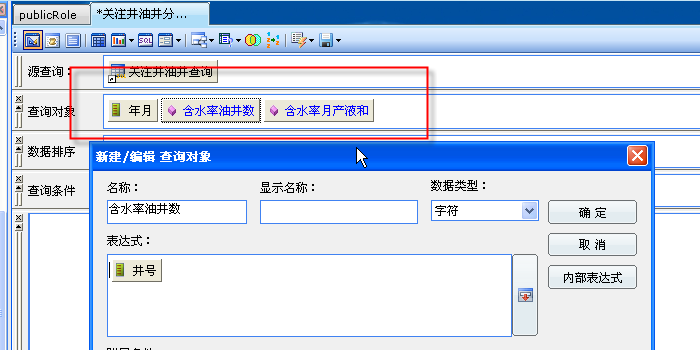 publicRole
*关注井油井分...
SQL
源查询：
关注井油井查询
查询对象
年月
含水率油井数
含水率月产液和
数据排序
新建/编辑 查询对象
查询条件
名称：
显示名称：
数据类型：
含水率油井数
字符
确 定
表达式：
取 消
井号
内部表达式